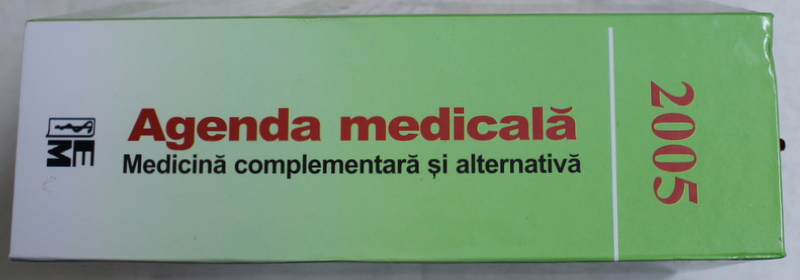 EM
Agenda medicală
Medicină complementară și alternativă
2005